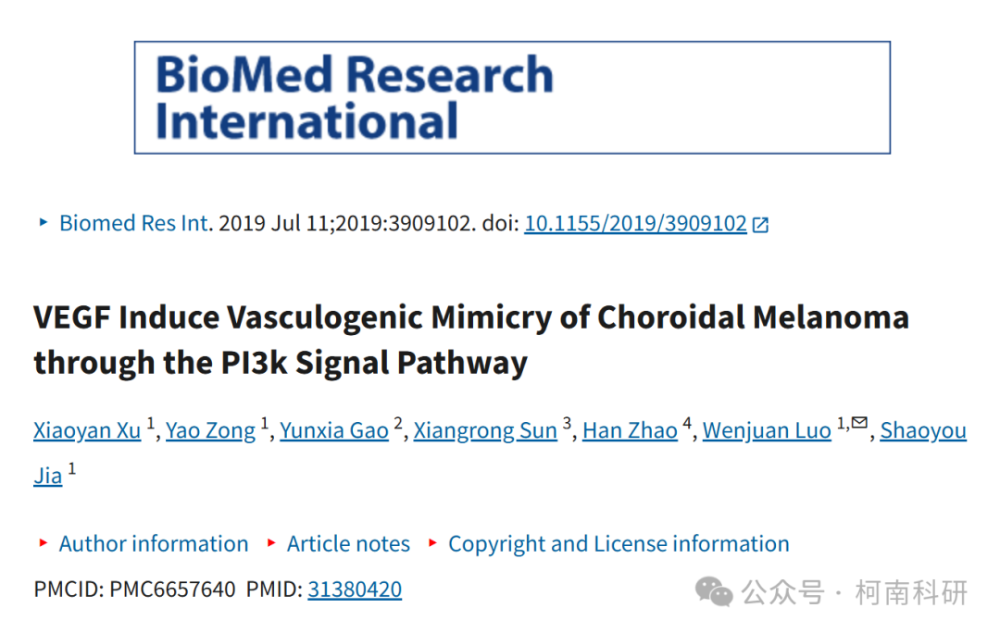 BioMed Research
International
Biomed Res Int. 2019 Jul 11;2019:3909102. doi: 10.1155/2019/3909102
VEGF Induce Vasculogenic Mimicry of Choroidal Melanoma
through the PI3k Signal Pathway
Xiaoyan Xu 1, Yao Zong 1, Yunxia Gao 2, Xiangrong Sun 3, Han Zhao 4, Wenjuan Luo 1,✉, Shaoyou
Jia 1
Author information Article notes Copyright and License information
PMCID: PMC6657640 PMID: 31380420
公众号 · 柯南科研